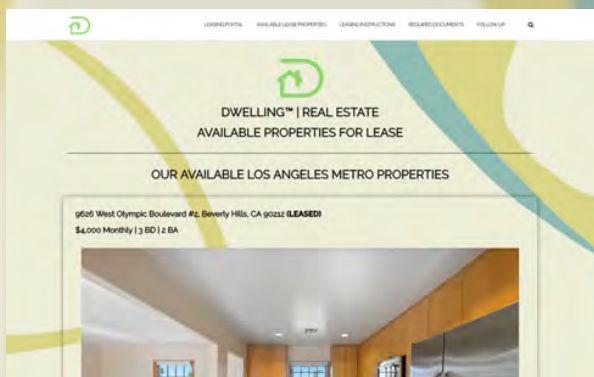 LEASING PORTAL AVAILABLE LEASE PROPERTIES LEASING INSTRUCTIONS REQUIRED DOCUMENTS FOLLOW-UP
DWELLING™ | REAL ESTATE
AVAILABLE PROPERTIES FOR LEASE
OUR AVAILABLE LOS ANGELES METRO PROPERTIES
9626 West Olympic Boulevard #2, Beverly Hills, CA 90212 (LEASED)
$4,000 Monthly | 3 BD | 2 BA